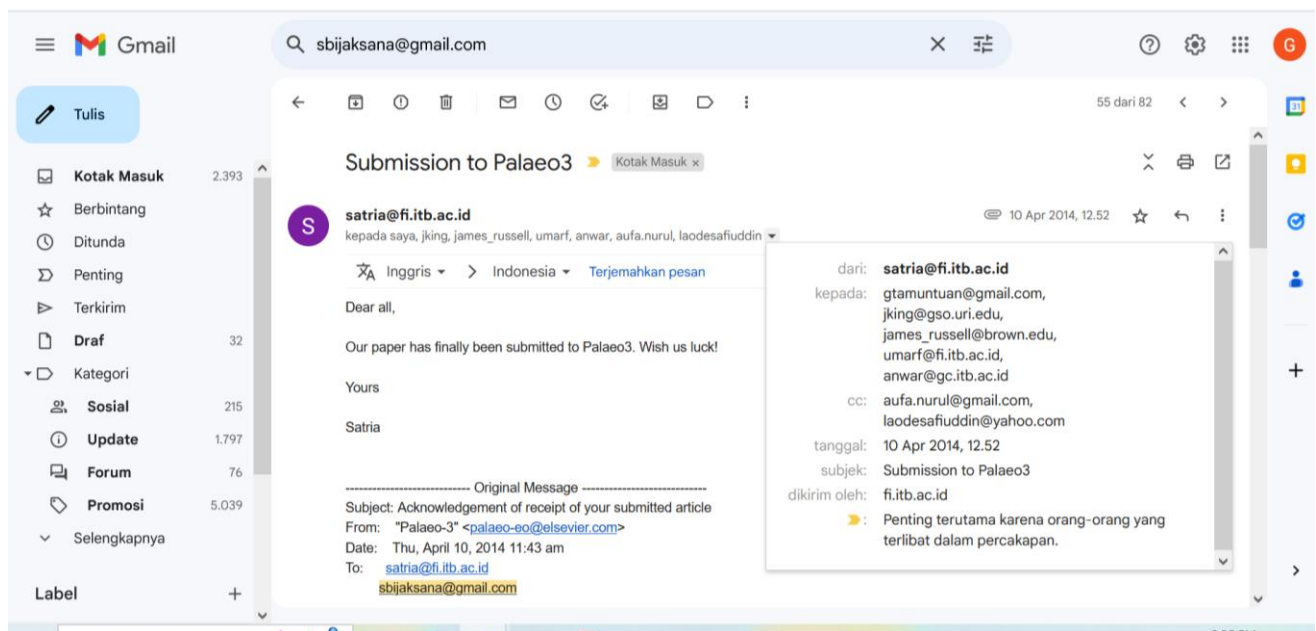 Gmail
sbijaksana@gmail.com
G
Tulis
55 dari 82
31
Submission to Palaeo3 Kotak Masuk ×
Kotak Masuk 2.393
Berbintang
Ditunda
Penting
Terkirim
Draf 32
Kategori
Sosial 215
Update 1.797
Forum 76
Promosi 5.039
Selengkapnya
Label
S
satria@fi.itb.ac.id
10 Apr 2014, 12.52
kepada saya, jking, james_russell, umarf, anwar, aufa.nurul, laodesafiuddin
Inggris > Indonesia Terjemahkan pesan
Dear all,
Our paper has finally been submitted to Palaeo3. Wish us luck!
Yours
Satria
---------------------------- Original Message ----------------------------
Subject: Acknowledgement of receipt of your submitted article
From: "Palaeo-3" <palaeo-eo@elsevier.com>
Date: Thu, April 10, 2014 11:43 am
To: satria@fi.itb.ac.id
sbijaksana@gmail.com
dari: satria@fi.itb.ac.id
kepada: gtamuntuan@gmail.com,
jking@gso.uri.edu,
james_russell@brown.edu,
umarf@fi.itb.ac.id,
anwar@gc.itb.ac.id
cc: aufa.nurul@gmail.com,
laodesafiuddin@yahoo.com
tanggal: 10 Apr 2014, 12.52
subjek: Submission to Palaeo3
dikirim oleh: fi.itb.ac.id
: Penting terutama karena orang-orang yang
terlibat dalam percakapan.